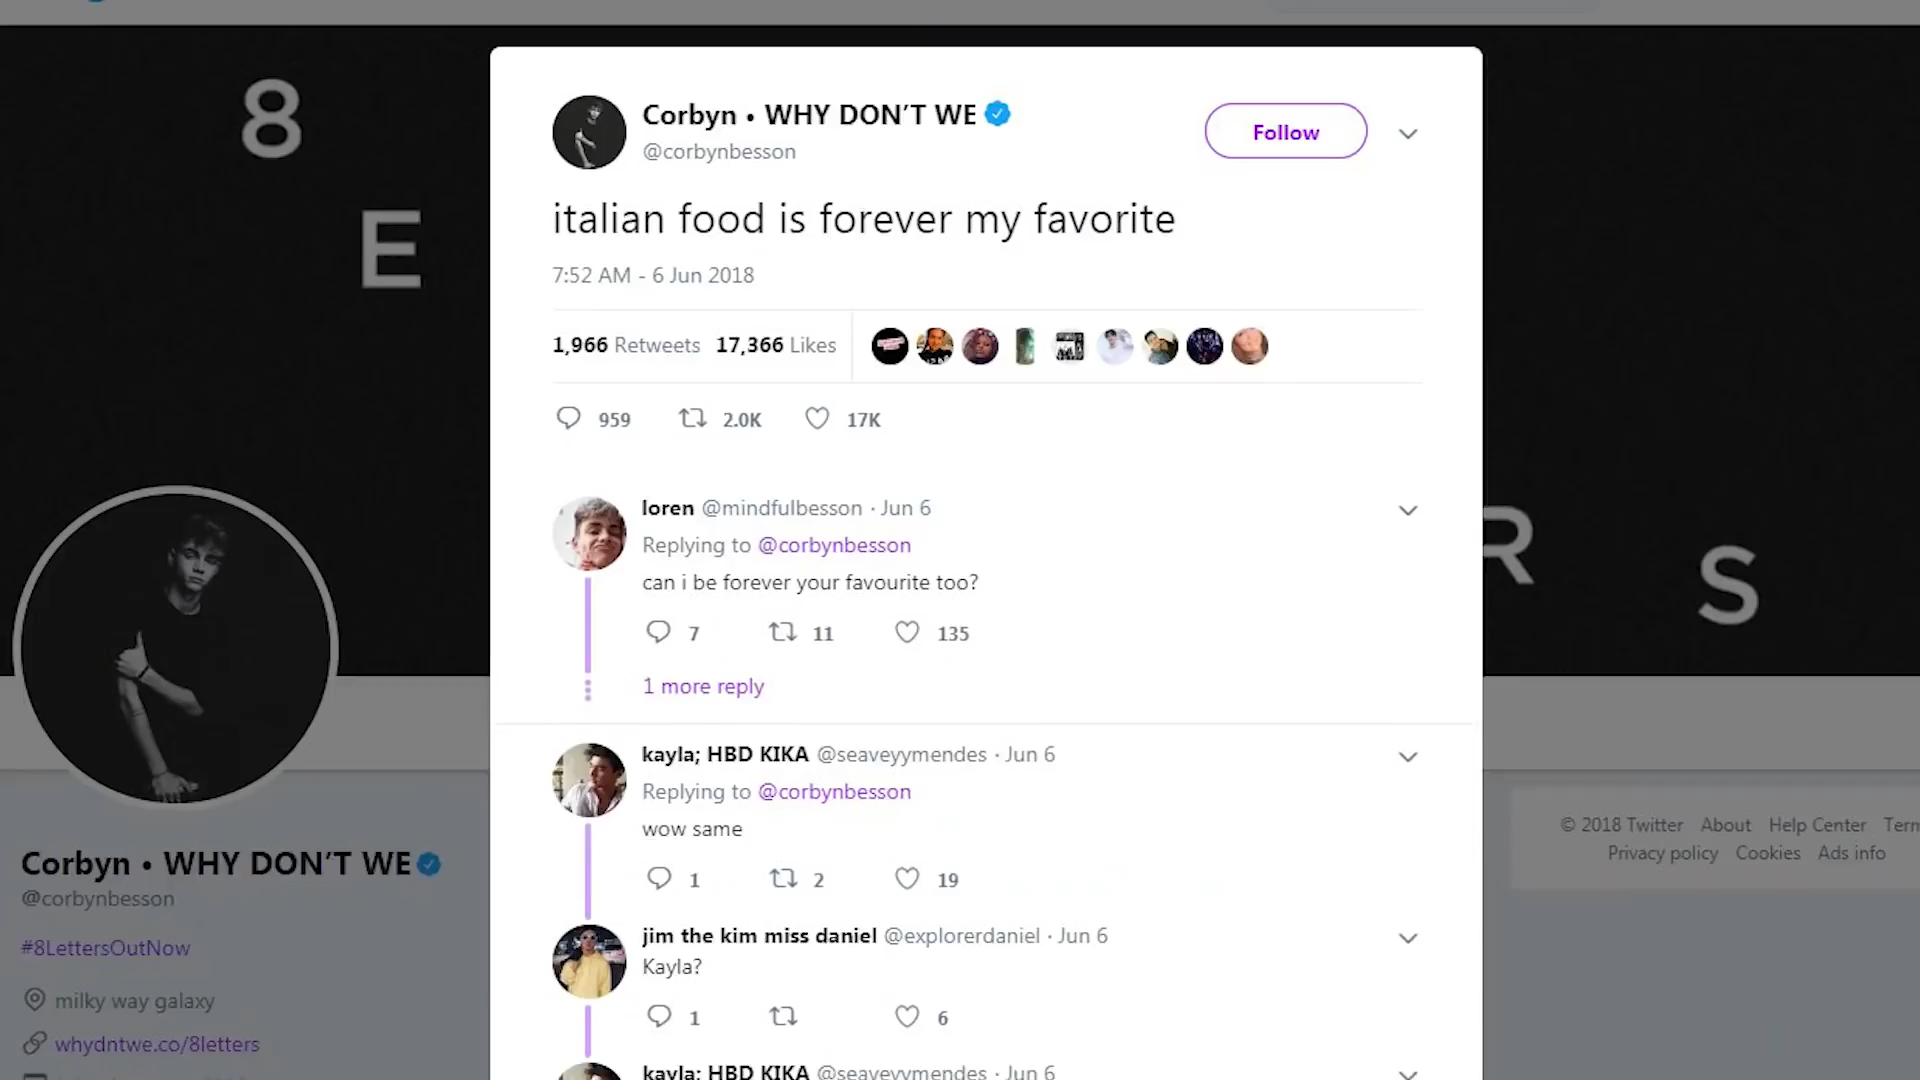 8
E
R
S
Corbyn • WHY DON'T WE
@corbynbesson
Follow
italian food is forever my favorite
7:52 AM - 6 Jun 2018
1,966 Retweets 17,366 Likes
959 2.0K 17K
loren @mindfulbesson · Jun 6
Replying to @corbynbesson
can i be forever your favourite too?
7 11 135
1 more reply
kayla; HBD KIKA @seaveyymendes · Jun 6
Replying to @corbynbesson
wow same
1 2 19
jim the kim miss daniel @explorerdaniel · Jun 6
Kayla?
1 6
kayla; HBD KIKA @seaveyymendes · Jun 6
Corbyn • WHY DON'T WE
@corbynbesson
#8LettersOutNow
milky way galaxy
whydntwe.co/8letters
© 2018 Twitter About Help Center Term
Privacy policy Cookies Ads info